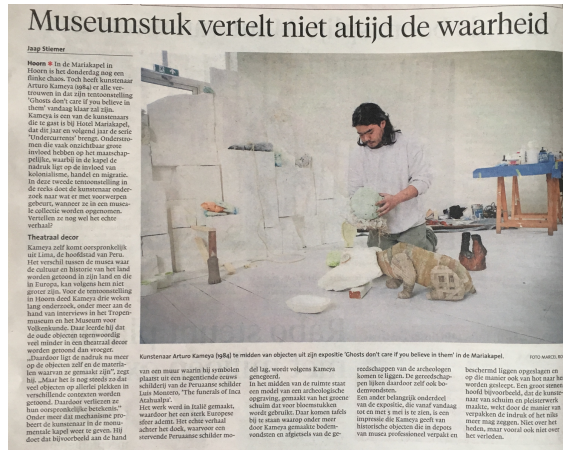 Museumstuk vertelt niet altijd de waarheid
Jaap Stiemer
Hoorn * In de Mariakapel in
Hoorn is het donderdag nog een
flinke chaos. Toch heeft kunstenaar
Arturo Kameya (1984) er alle ver-
trouwen in dat zijn tentoonstelling
'Ghosts don't care if you believe in
them' vandaag klaar zal zijn.
Kameya is een van de kunstenaars
die te gast is bij Hotel Mariakapel,
dat dit jaar en volgend jaar de serie
'Undercurrents' brengt. Onderstro-
men die vaak onzichtbaar grote
invloed hebben op het maatschap-
pelijke, waarbij in de kapel de
nadruk ligt op de invloed van
kolonialisme, handel en migratie.
In deze tweede tentoonstelling in
de reeks doet de kunstenaar onder-
zoek naar wat er met voorwerpen
gebeurt, wanneer ze in een musea-
le collectie worden opgenomen.
Vertellen ze nog wel het echte
verhaal?
Theatraal decor
Kameya zelf komt oorspronkelijk
uit Lima, de hoofdstad van Peru.
Het verschil tussen de musea waar
de cultuur en historie van het land
worden getoond in zijn land en die
in Europa, kan volgens hem niet
groter zijn. Voor de tentoonstelling
in Hoorn deed Kameya drie weken
lang onderzoek, onder meer aan de
hand van interviews in het Tropen-
museum en het Museum voor
Volkenkunde. Daar leerde hij dat
de oude objecten tegenwoordig
veel minder in een theatraal decor
worden getoond dan vroeger.
„Daardoor ligt de nadruk nu meer
op de objecten zelf en de materia-
len waarvan ze gemaakt zijn", zegt
hij. „Maar het is nog steeds zo dat
veel objecten op allerlei plekken in
verschillende contexten worden
getoond. Daardoor verliezen ze
hun oorspronkelijke betekenis."
Onder meer dat mechanisme pro-
beert de kunstenaar in de monu-
mentale kapel weer te geven. Hij
doet dat bijvoorbeeld aan de hand
Kunstenaar Arturo Kameya (1984) te midden van objecten uit zijn expositie 'Ghosts don't care if you believe in them' in de Mariakapel.
FOTO MARCEL
van een muur waarin hij symbolen
plaatst uit een negentiende eeuws
schilderij van de Peruaanse schilder
Luis Montero, 'The funerals of Inca
Atahualpa'.
Het werk werd in Italië gemaakt,
waardoor het een sterk Europese
sfeer ademt. Het echte verhaal
achter het doek, waarvoor een
stervende Peruaanse schilder mo-
del lag, wordt volgens Kameya
genegeerd.
In het midden van de ruimte staat
een model van een archeologische
opgraving, gemaakt van het groene
schuim dat voor bloemstukken
wordt gebruikt. Daar komen tafels
bij te staan waarop onder meer
door Kameya gemaakte bodem-
vondsten en afgietsels van de ge-
reedschappen van de archeologen
komen te liggen. De gereedschap-
pen lijken daardoor zelf ook bo-
demvondsten.
Een ander belangrijk onderdeel
van de expositie, die vanaf vandaag
tot en met 5 mei is te zien, is een
impressie die Kameya geeft van
historische objecten die in depots
van musea professioneel verpakt en
beschermd liggen opgeslagen en
op die manier ook van hot naar her
worden gesleept. Een groot stenen
hoofd bijvoorbeeld, dat de kunste-
naar van schuim en pleisterwerk
maakte, wekt door de manier van
verpakken de indruk of het niks
meer mag zeggen. Niet over het
heden, maar vooral ook niet over
het verleden.